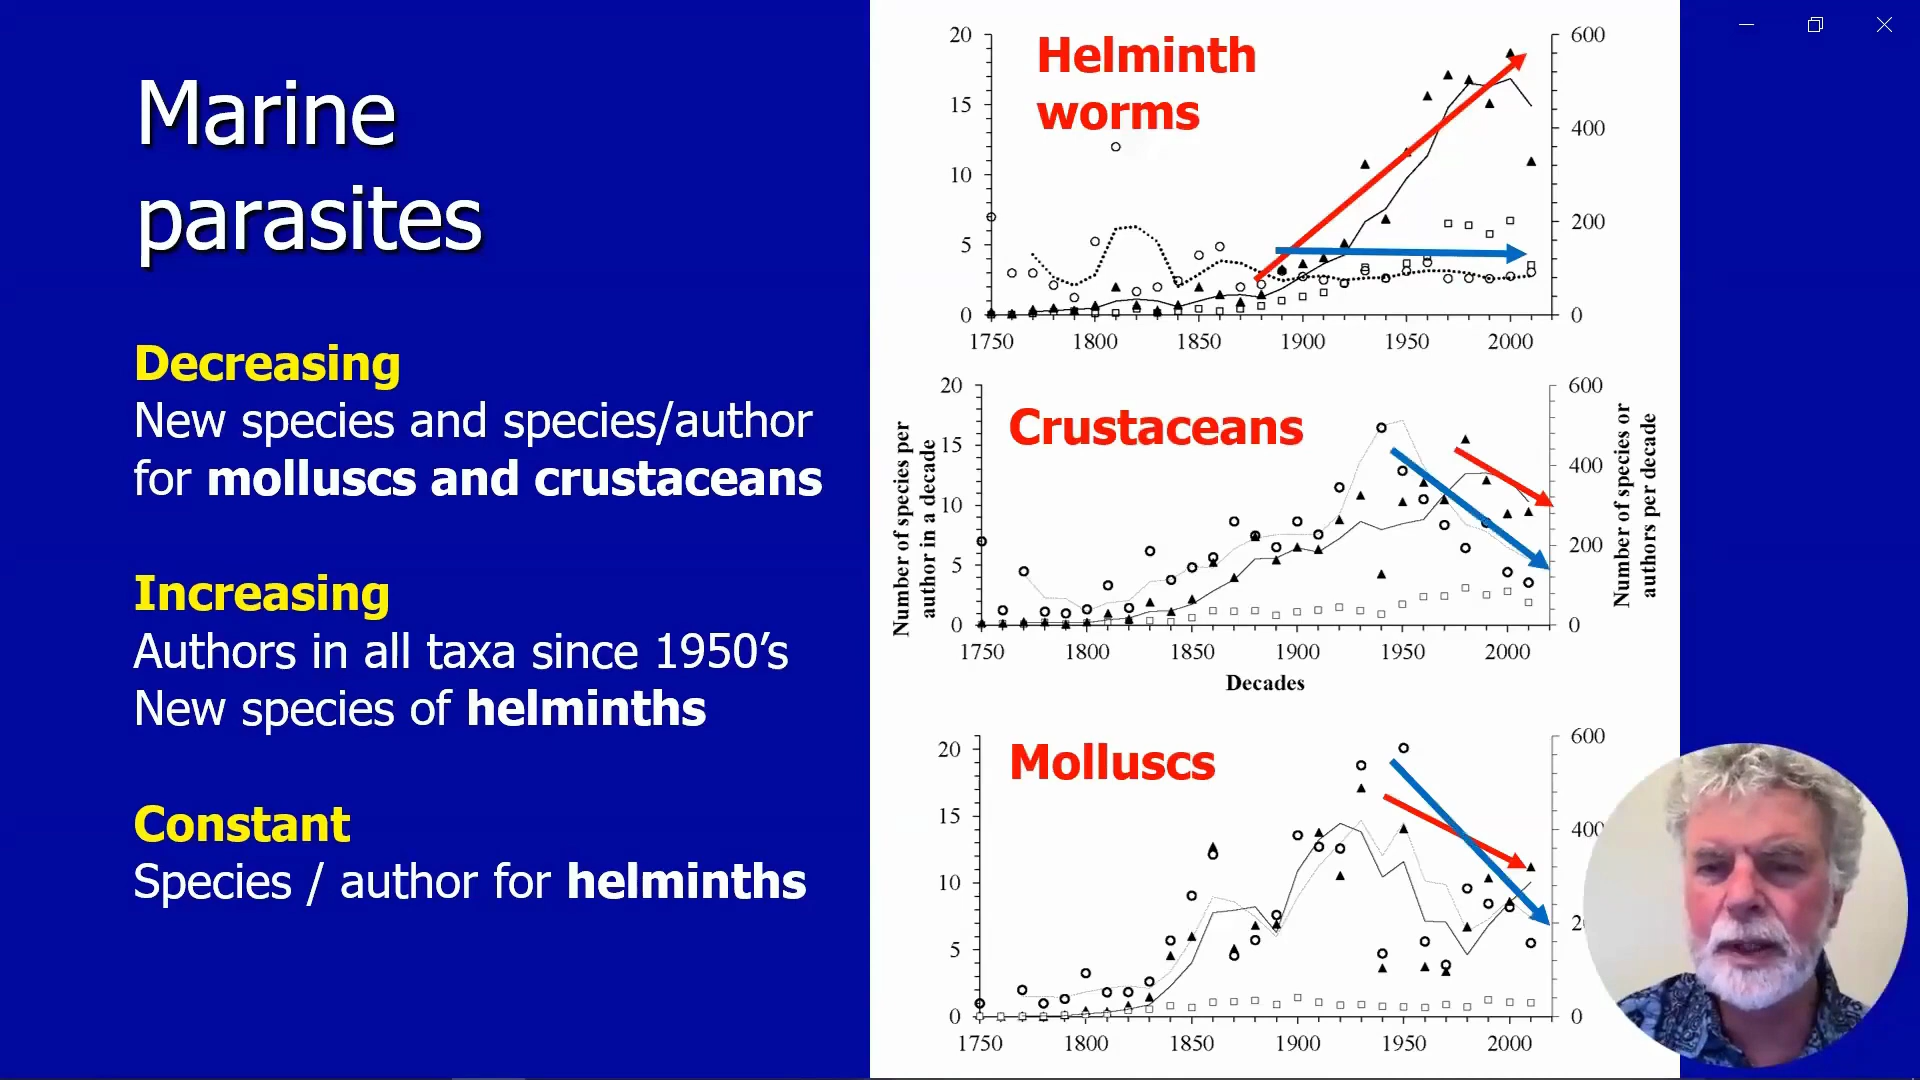 Marine
parasites
Decreasing
New species and species/author
for molluscs and crustaceans
Increasing
Authors in all taxa since 1950’s
New species of helminths
Constant
Species / author for helminths
Helminth
worms
20
15
10
5
0
600
400
200
0
1750 1800 1850 1900 1950 2000
Crustaceans
Number of species per
author in a decade
20
15
10
5
0
600
400
200
0
Number of species or
authors per decade
1750 1800 1850 1900 1950 2000
Decades
Molluscs
20
15
10
5
0
600
400
0
1750 1800 1850 1900 1950 2000